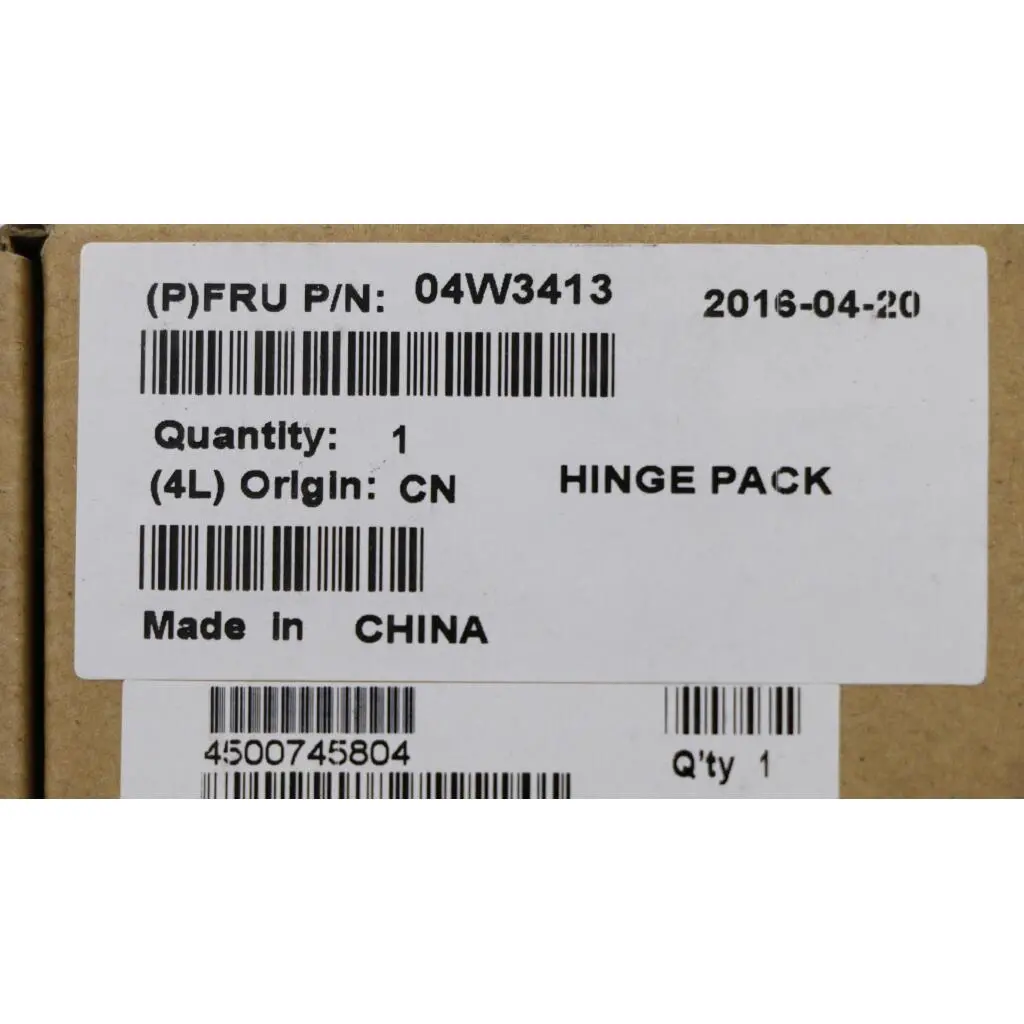 (P)FRU P/N: 04W3413 2016-04-20
Quantity: 1
(4L) Origin: CN HINGE PACK
Made in CHINA
4500745804
Q'ty 1